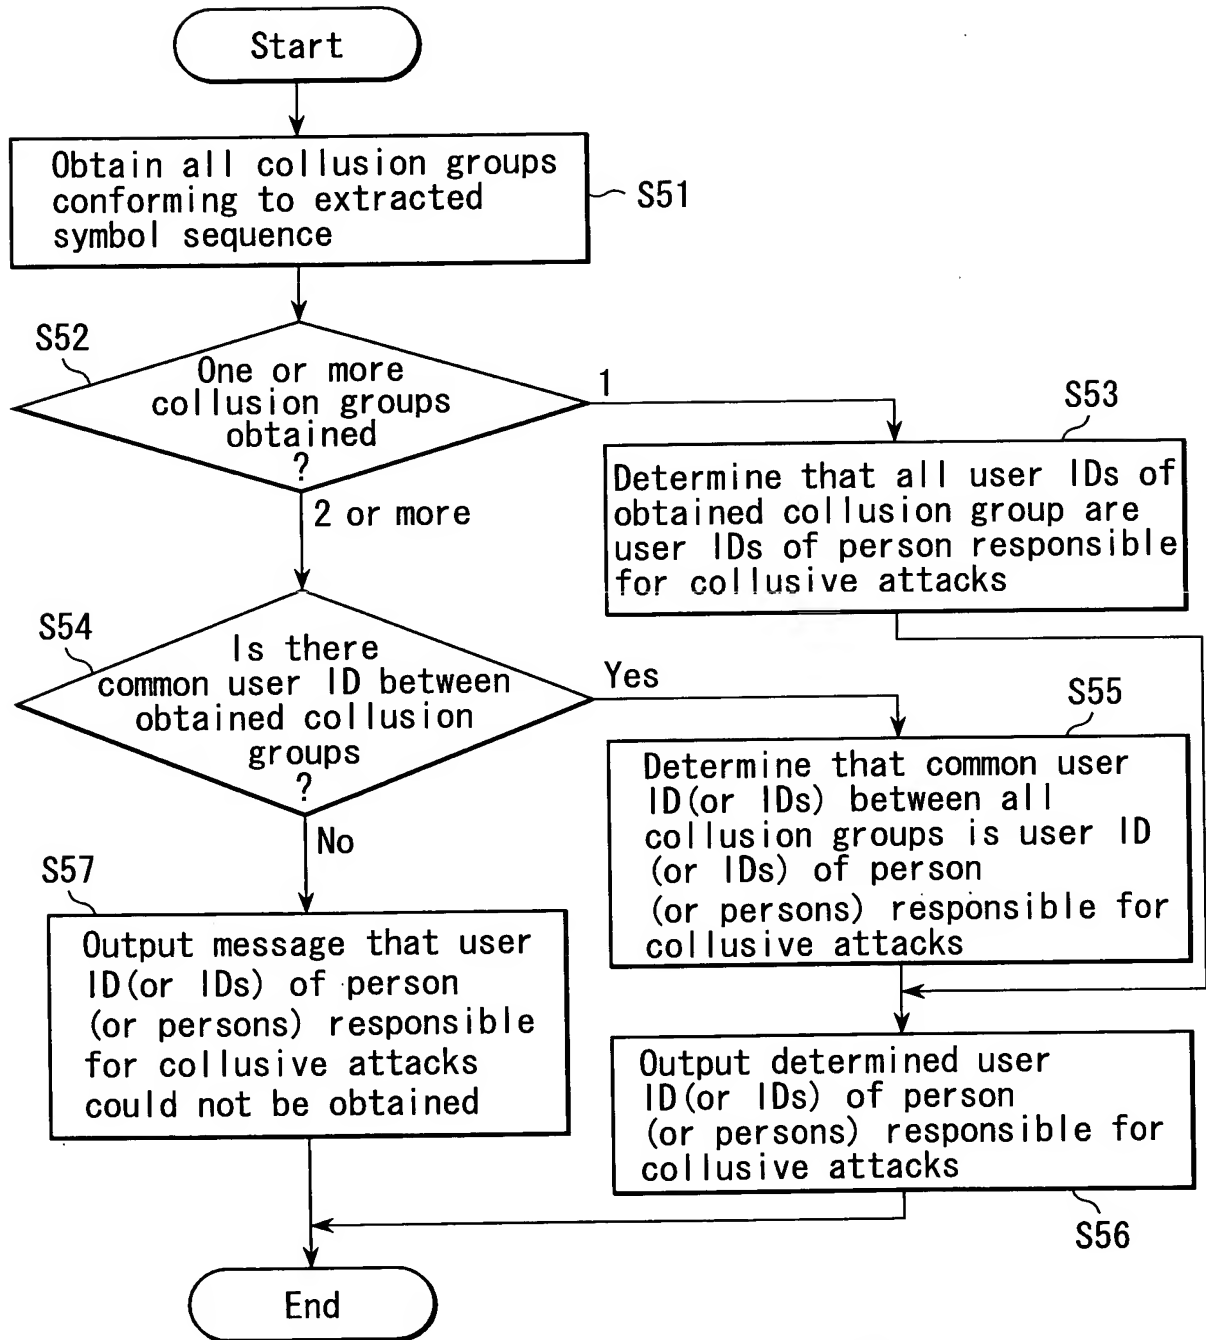 Start
Obtain all collusion groups
conforming to extracted
symbol sequence
S51
S52
One or more
collusion groups
obtained
?
1
2 or more
S53
Determine that all user IDs of
obtained collusion group are
user IDs of person responsible
for collusive attacks
S54
Is there
common user ID between
obtained collusion
groups
?
Yes
No
S55
Determine that common user
ID(or IDs) between all
collusion groups is user ID
(or IDs) of person
(or persons) responsible for
collusive attacks
S57
Output message that user
ID(or IDs) of person
(or persons) responsible
for collusive attacks
could not be obtained
Output determined user
ID(or IDs) of person
(or persons) responsible for
collusive attacks
S56
End